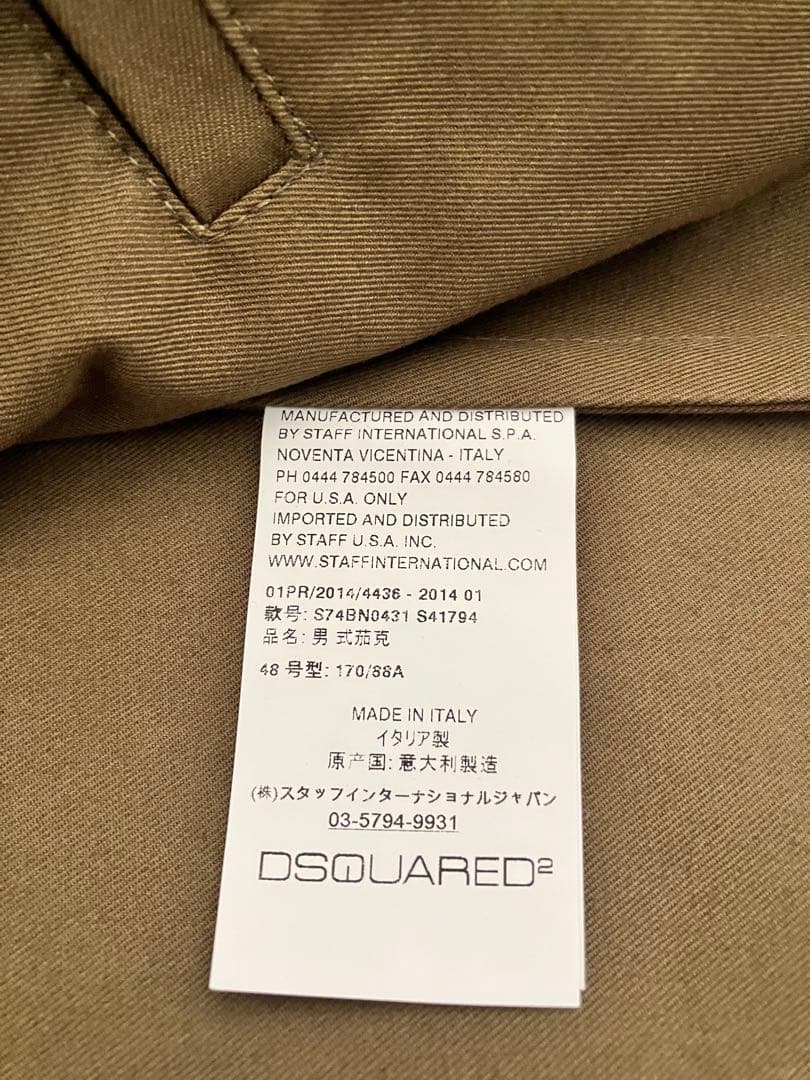 MANUFACTURED AND DISTRIBUTED
BY STAFF INTERNATIONAL S.P.A.
NOVENTA VICENTINA - ITALY
PH 0444 784500 FAX 0444 784580
FOR U.S.A. ONLY
IMPORTED AND DISTRIBUTED
BY STAFF U.S.A. INC.
WWW.STAFFINTERNATIONAL.COM
01PR/2014/4436 - 2014 01
款号: S74BN0431 S41794
品名: 男 式茄克
48 号型: 170/88A
MADE IN ITALY
イタリア製
原产国: 意大利製造
(株)スタッフインターナショナルジャパン
03-5794-9931
DSQUARED²